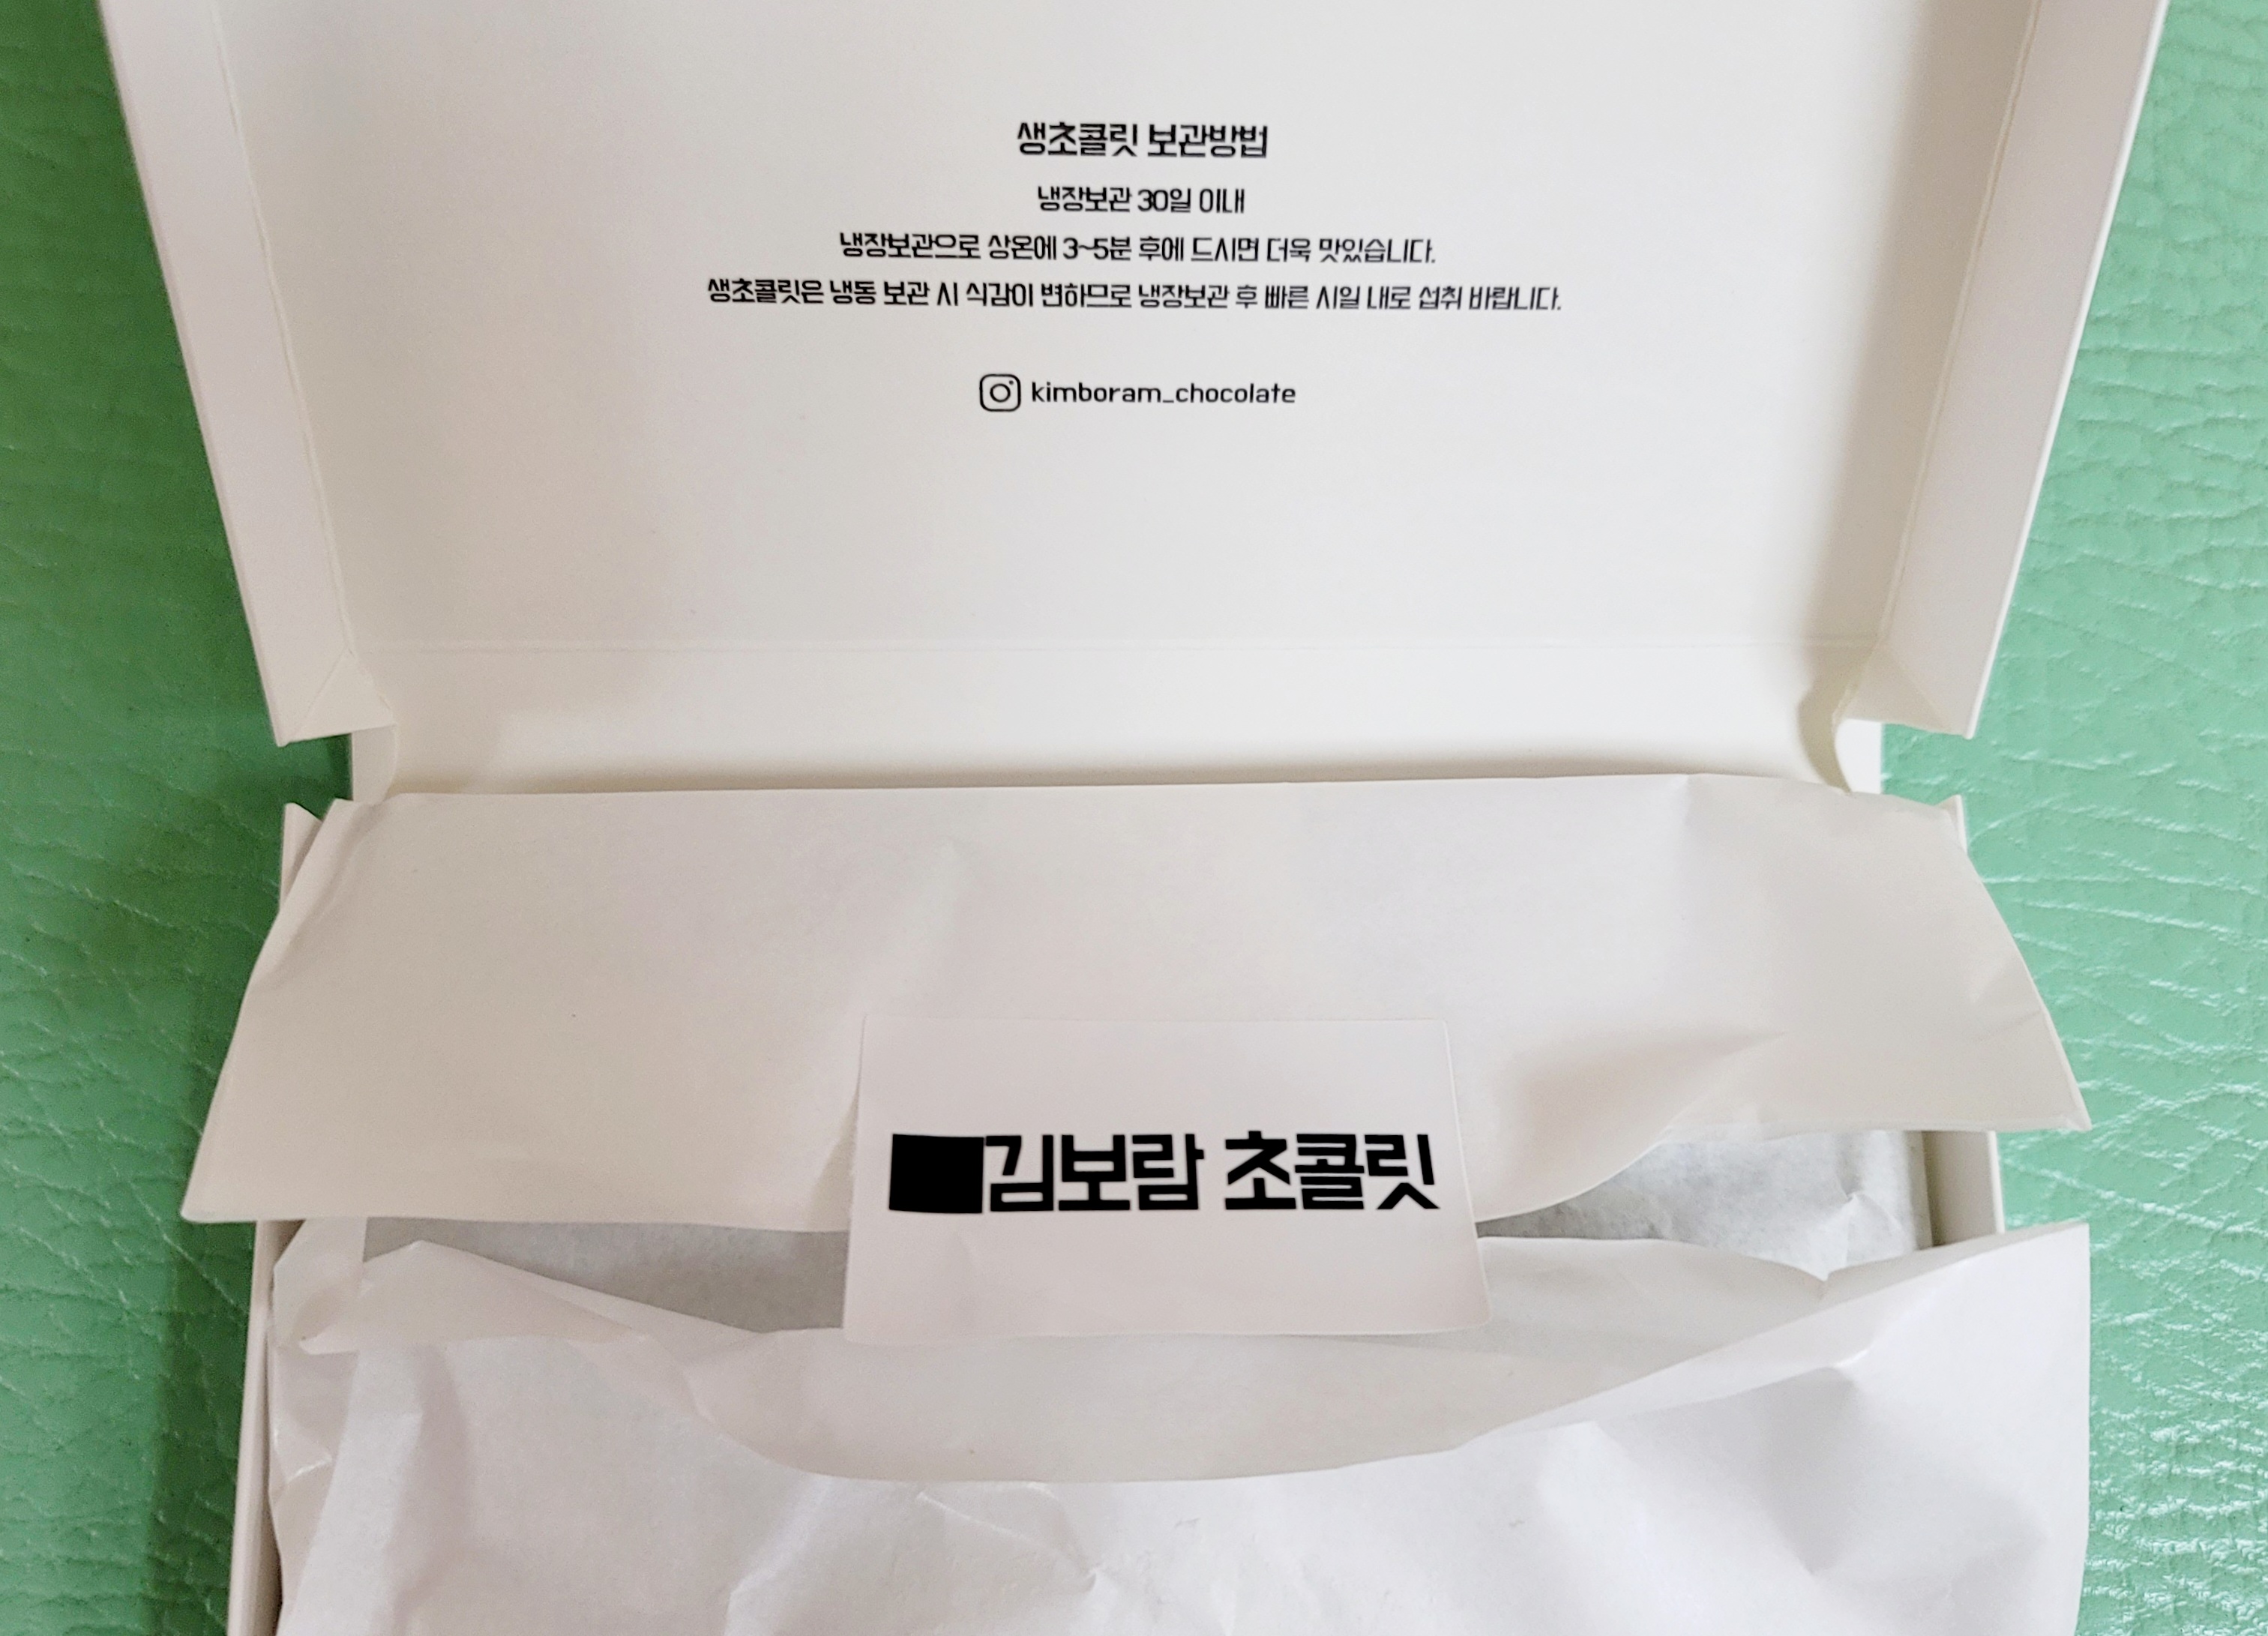 생초콜릿 보관방법
냉장보관 30일 이내
냉장보관으로 상온에 3~5분 후에 드시면 더욱 맛있습니다.
생초콜릿은 냉동 보관 시 식감이 변하므로 냉장보관 후 빠른 시일 내로 섭취 바랍니다.
kimboram_chocolate
김보람 초콜릿